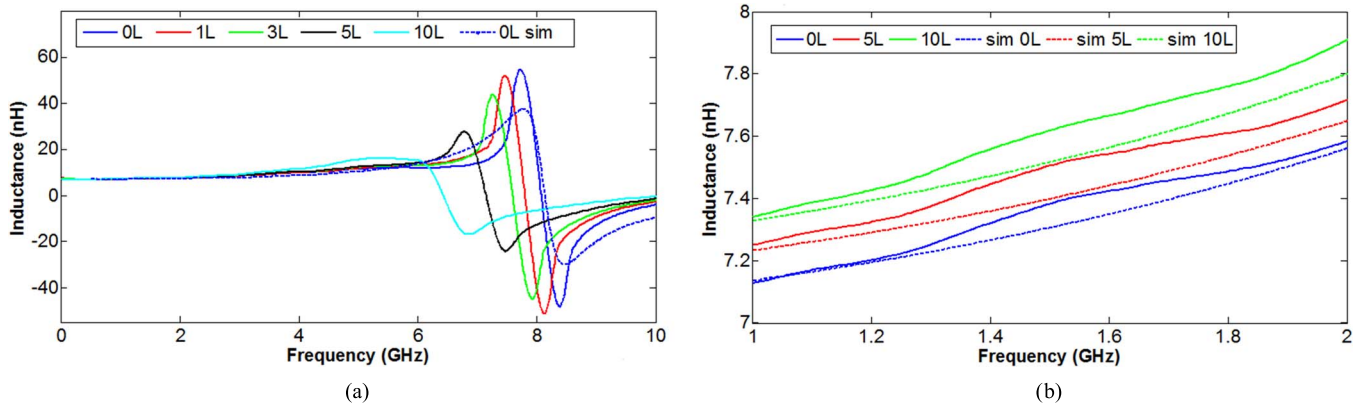 0L 1L 3L 5L 10L 0L sim
60
40
20
0
-20
-40
0 2 4 6 8 10
Inductance (nH)
Frequency (GHz)
(a)
0L 5L 10L sim 0L sim 5L sim 10L
8
7.8
7.6
7.4
7.2
7
1 1.2 1.4 1.6 1.8 2
Inductance (nH)
Frequency (GHz)
(b)